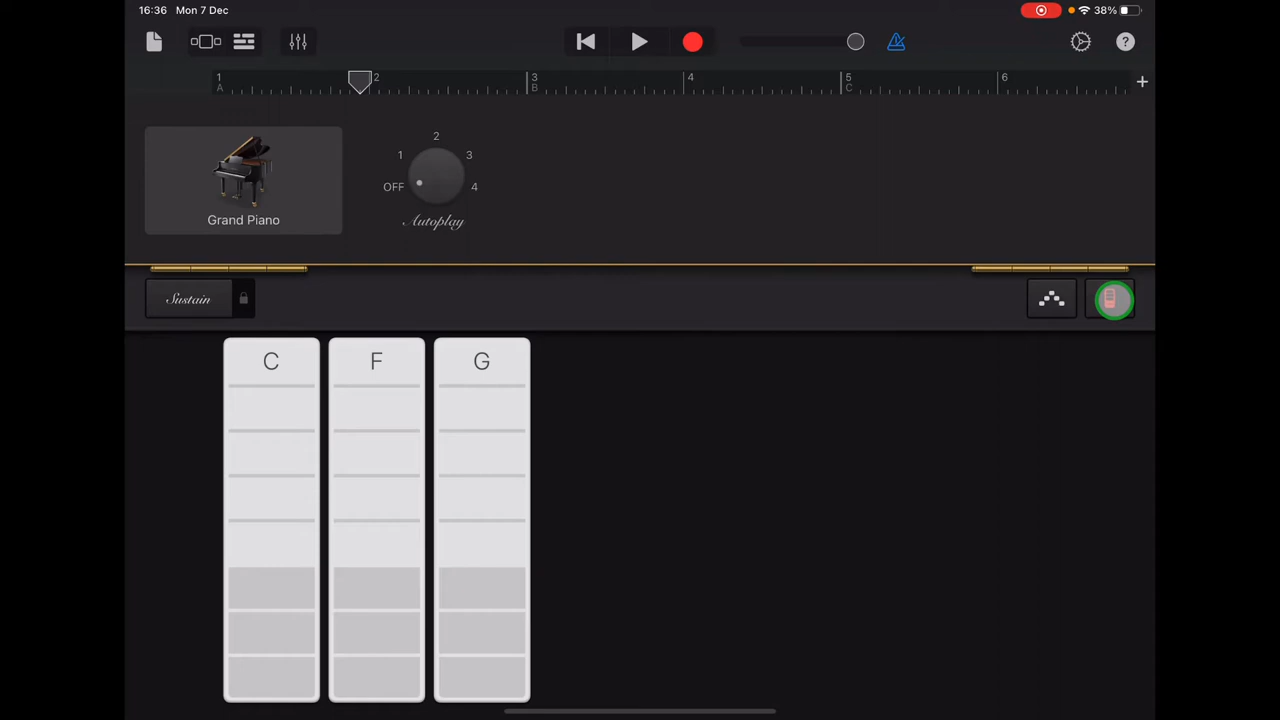 16:36 Mon 7 Dec 38%
?
1 2 3 4 5 6 +
A B C
2
1 3
OFF 4
Grand Piano Autoplay
Sustain
C F G